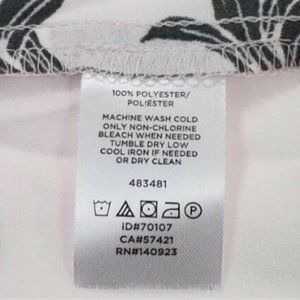 100% POLYESTER/
POLIÉSTER
MACHINE WASH COLD
ONLY NON-CHLORINE
BLEACH WHEN NEEDED
TUMBLE DRY LOW
COOL IRON IF NEEDED
OR DRY CLEAN
483481
P
ID#70107
CA#57421
RN#140923